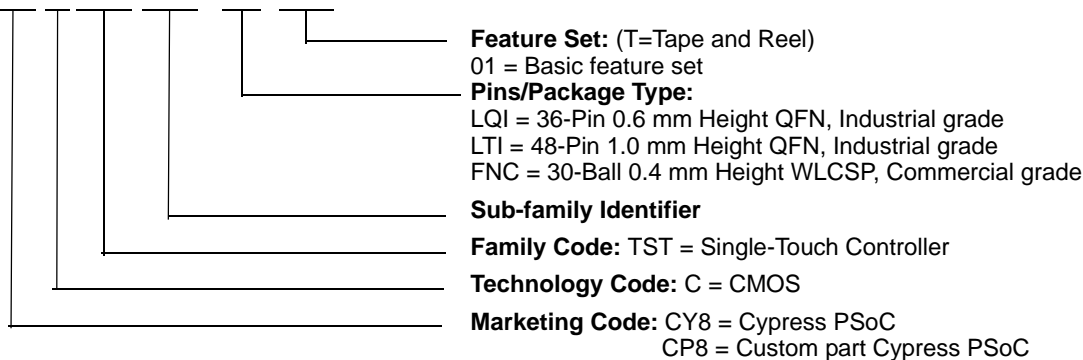 Feature Set: (T=Tape and Reel)
01 = Basic feature set
Pins/Package Type:
LQI = 36-Pin 0.6 mm Height QFN, Industrial grade
LTI = 48-Pin 1.0 mm Height QFN, Industrial grade
FNC = 30-Ball 0.4 mm Height WLCSP, Commercial grade
Sub-family Identifier
Family Code: TST = Single-Touch Controller
Technology Code: C = CMOS
Marketing Code: CY8 = Cypress PSoC
CP8 = Custom part Cypress PSoC